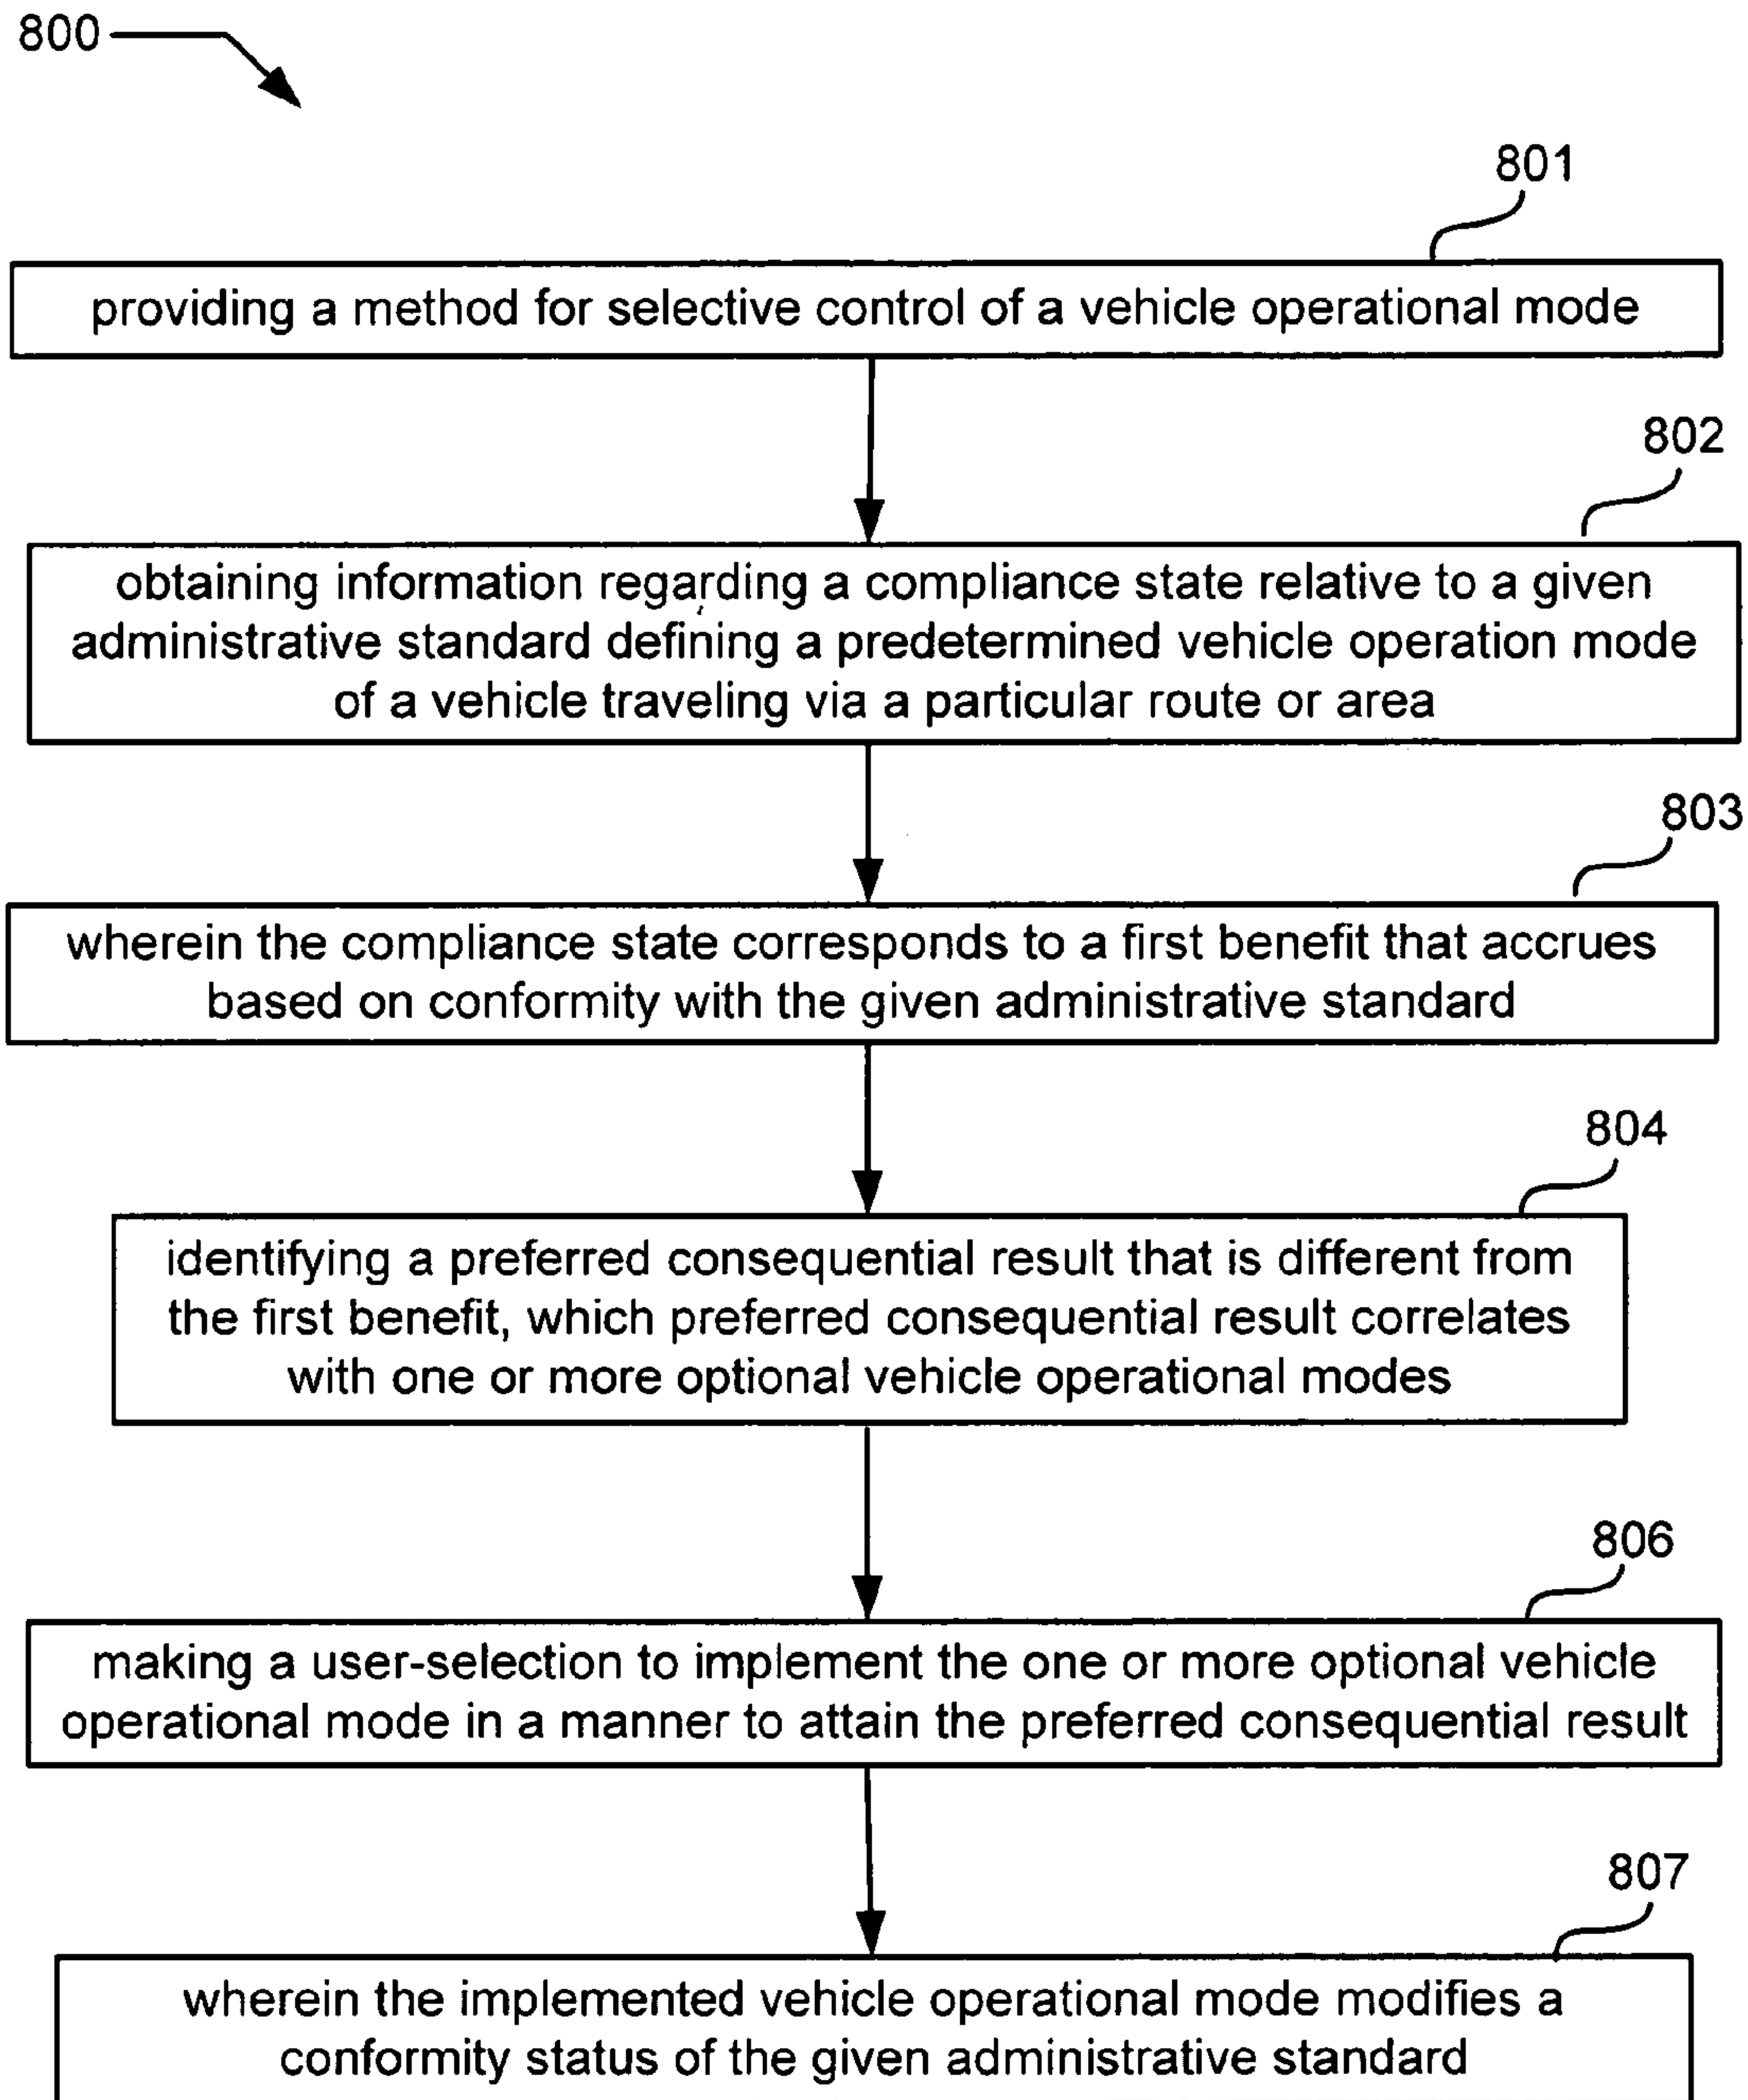 800
801
providing a method for selective control of a vehicle operational mode
802
obtaining information regarding a compliance state relative to a given
administrative standard defining a predetermined vehicle operation mode
of a vehicle traveling via a particular route or area
803
wherein the compliance state corresponds to a first benefit that accrues
based on conformity with the given administrative standard
804
identifying a preferred consequential result that is different from
the first benefit, which preferred consequential result correlates
with one or more optional vehicle operational modes
806
making a user-selection to implement the one or more optional vehicle
operational mode in a manner to attain the preferred consequential result
807
wherein the implemented vehicle operational mode modifies a
conformity status of the given administrative standard